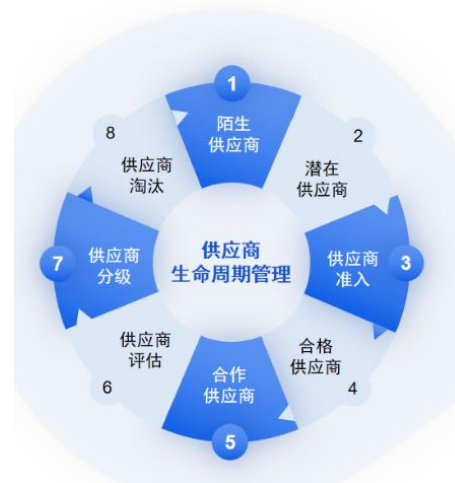 1
陌生
供应商
2
潜在
供应商
供应商
准入
3
合格
供应商
4
合作
供应商
5
供应商
评估
6
7
供应商
分级
8
供应商
淘汰
供应商
生命周期管理